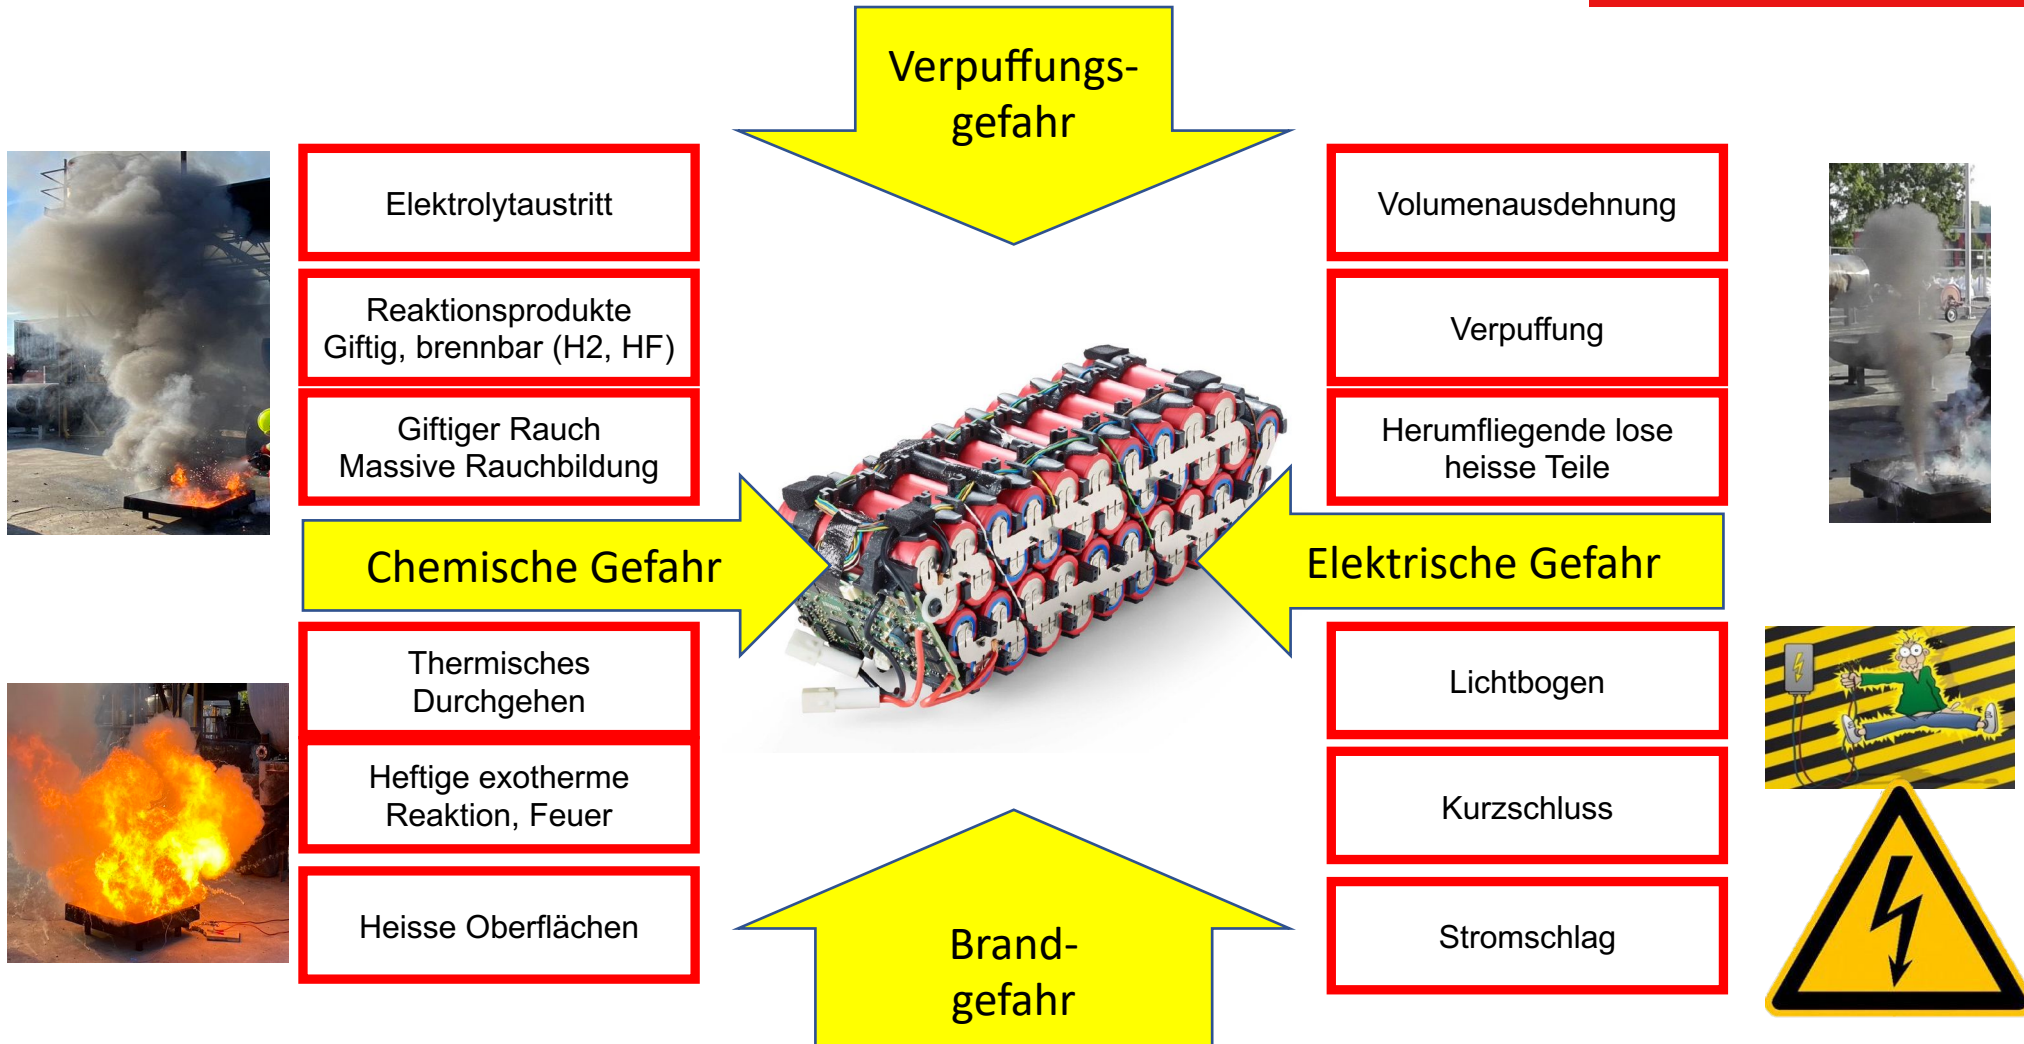 Verpuffungs-
gefahr
Elektrolytaustritt
Reaktionsprodukte
Giftig, brennbar (H2, HF)
Giftiger Rauch
Massive Rauchbildung
Chemische Gefahr
Thermisches
Durchgehen
Heftige exotherme
Reaktion, Feuer
Heisse Oberflächen
Volumenausdehnung
Verpuffung
Herumfliegende lose
heisse Teile
Elektrische Gefahr
Lichtbogen
Kurzschluss
Stromschlag
Brand-
gefahr